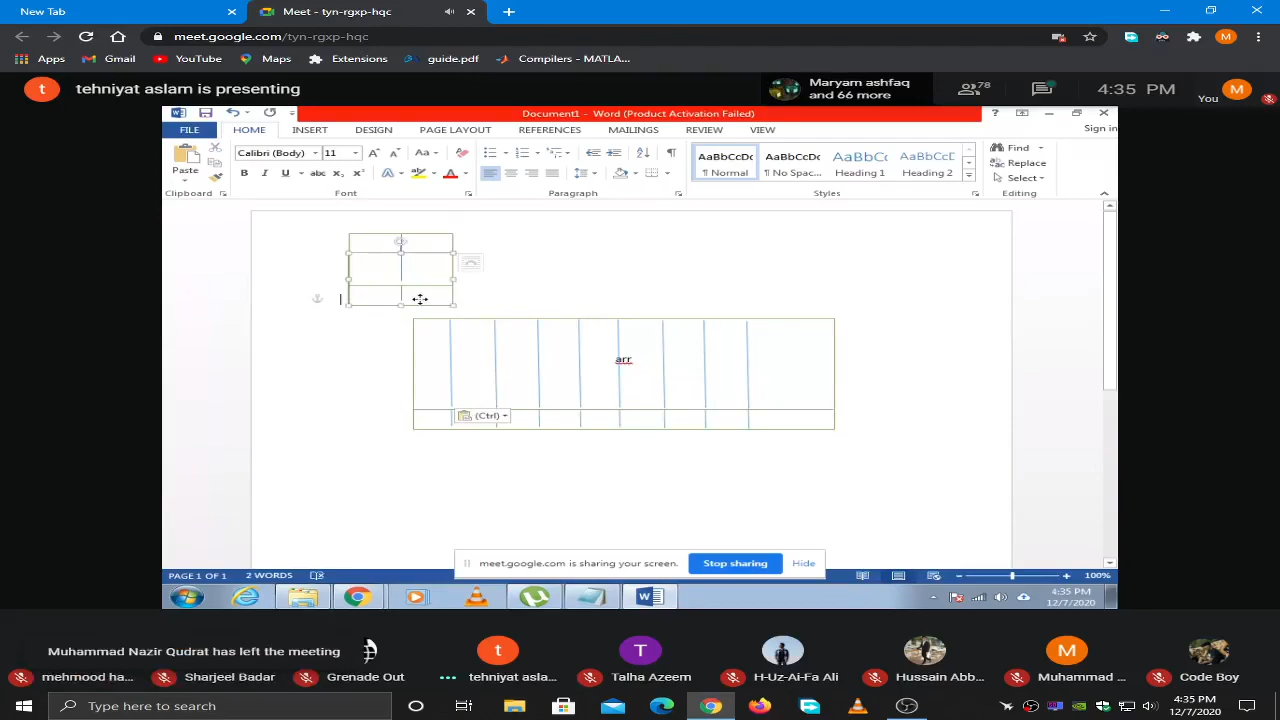 New Tab
Meet - tyn-rgxp-hqc
meet.google.com/tyn-rgxp-hqc
M
Apps
Gmail
YouTube
Maps
Extensions
guide.pdf
Compilers - MATLA...
t
tehniyat aslam is presenting
Maryam ashfaq
and 66 more
78
4:35 PM
You
M
Document1 - Word (Product Activation Failed)
FILE
HOME
INSERT
DESIGN
PAGE LAYOUT
REFERENCES
MAILINGS
REVIEW
VIEW
Sign in
Paste
Calibri (Body)
11
Aa
B I U abc x₂ x²
AaBbCcDc
¶ Normal
AaBbCcDc
¶ No Spac...
AaBbCc
Heading 1
AaBbCcD
Heading 2
Find
Replace
Select
Clipboard
Font
Paragraph
Styles
Editing
arr
(Ctrl)
meet.google.com is sharing your screen.
Stop sharing
Hide
PAGE 1 OF 1
2 WORDS
100%
4:35 PM
12/7/2020
Muhammad Nazir Qudrat has left the meeting
t
T
M
mehmood ha...
Sharjeel Badar
Grenade Out
tehniyat asla...
Talha Azeem
H-Uz-Ai-Fa Ali
Hussain Abb...
Muhammad ...
Code Boy
Type here to search
4:35 PM
12/7/2020